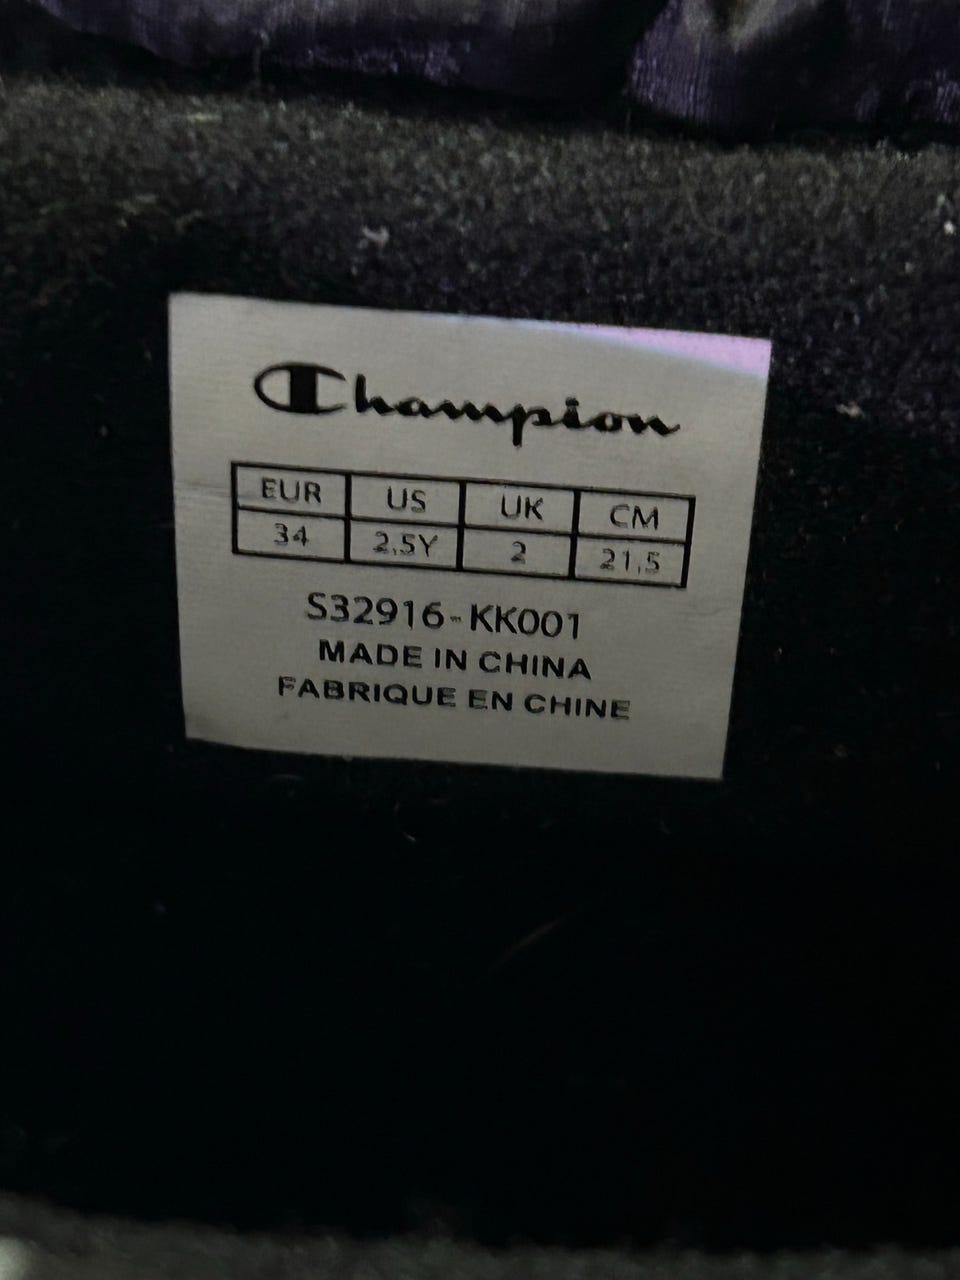 Champion
EUR US UK CM
34 2,5Y 2 21,5
S32916-KK001
MADE IN CHINA
FABRIQUE EN CHINE